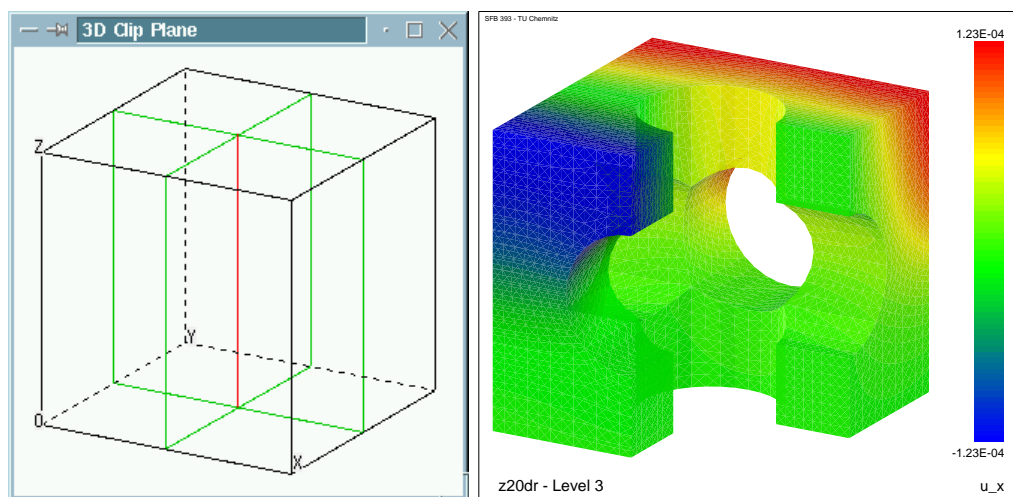 3D Clip Plane
Z
Y
0
X
SFB 393 - TU Chemnitz
1.23E-04
-1.23E-04
z20dr - Level 3
u_x